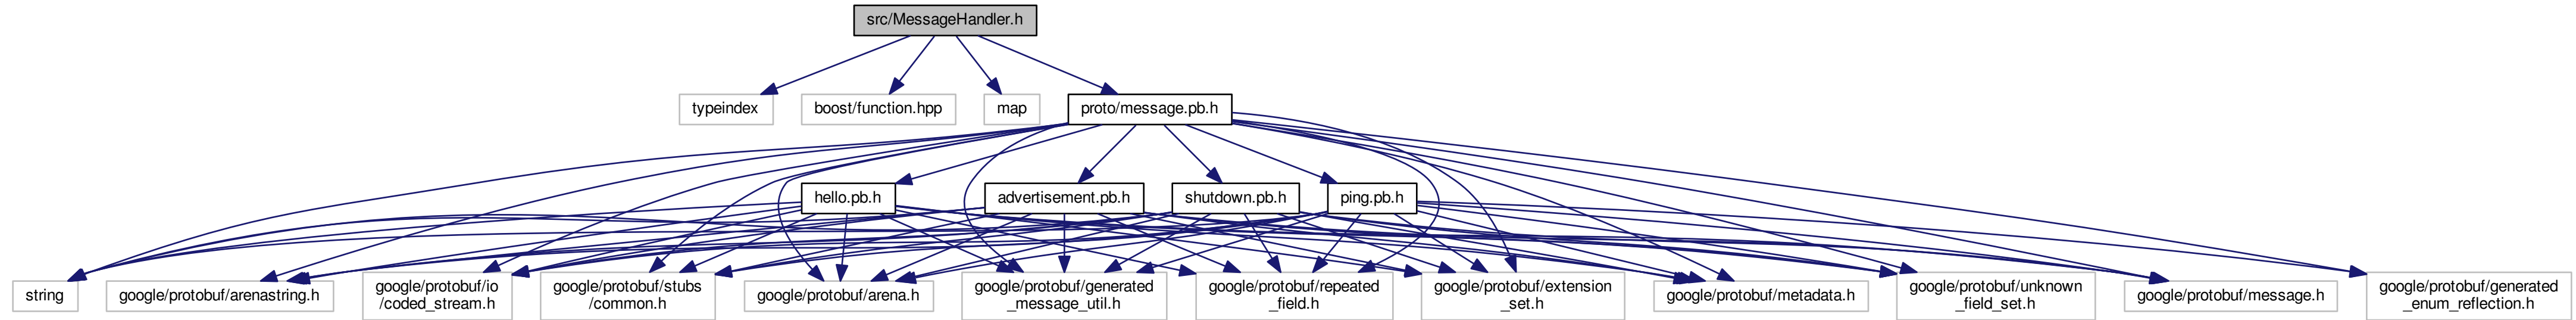 src/MessageHandler.h
typeindex
boost/function.hpp
map
proto/message.pb.h
hello.pb.h
advertisement.pb.h
shutdown.pb.h
ping.pb.h
string
google/protobuf/arenastring.h
google/protobuf/io
/coded_stream.h
google/protobuf/stubs
/common.h
google/protobuf/arena.h
google/protobuf/generated
_message_util.h
google/protobuf/repeated
_field.h
google/protobuf/extension
_set.h
google/protobuf/metadata.h
google/protobuf/unknown
_field_set.h
google/protobuf/message.h
google/protobuf/generated
_enum_reflection.h